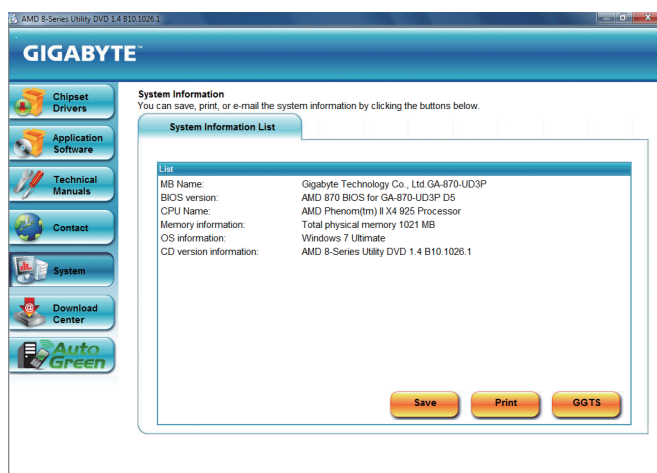 AMD 8-Series Utility DVD 1.4 B10.1026.1
GIGABYTE™
Chipset
Drivers
Application
Software
Technical
Manuals
Contact
System
Download
Center
Auto
Green
System Information
You can save, print, or e-mail the system information by clicking the buttons below.
System Information List
List
MB Name: Gigabyte Technology Co., Ltd.GA-870-UD3P
BIOS version: AMD 870 BIOS for GA-870-UD3P D5
CPU Name: AMD Phenom(tm) II X4 925 Processor
Memory information: Total physical memory 1021 MB
OS information: Windows 7 Ultimate
CD version information: AMD 8-Series Utility DVD 1.4 B10.1026.1
Save Print GGTS